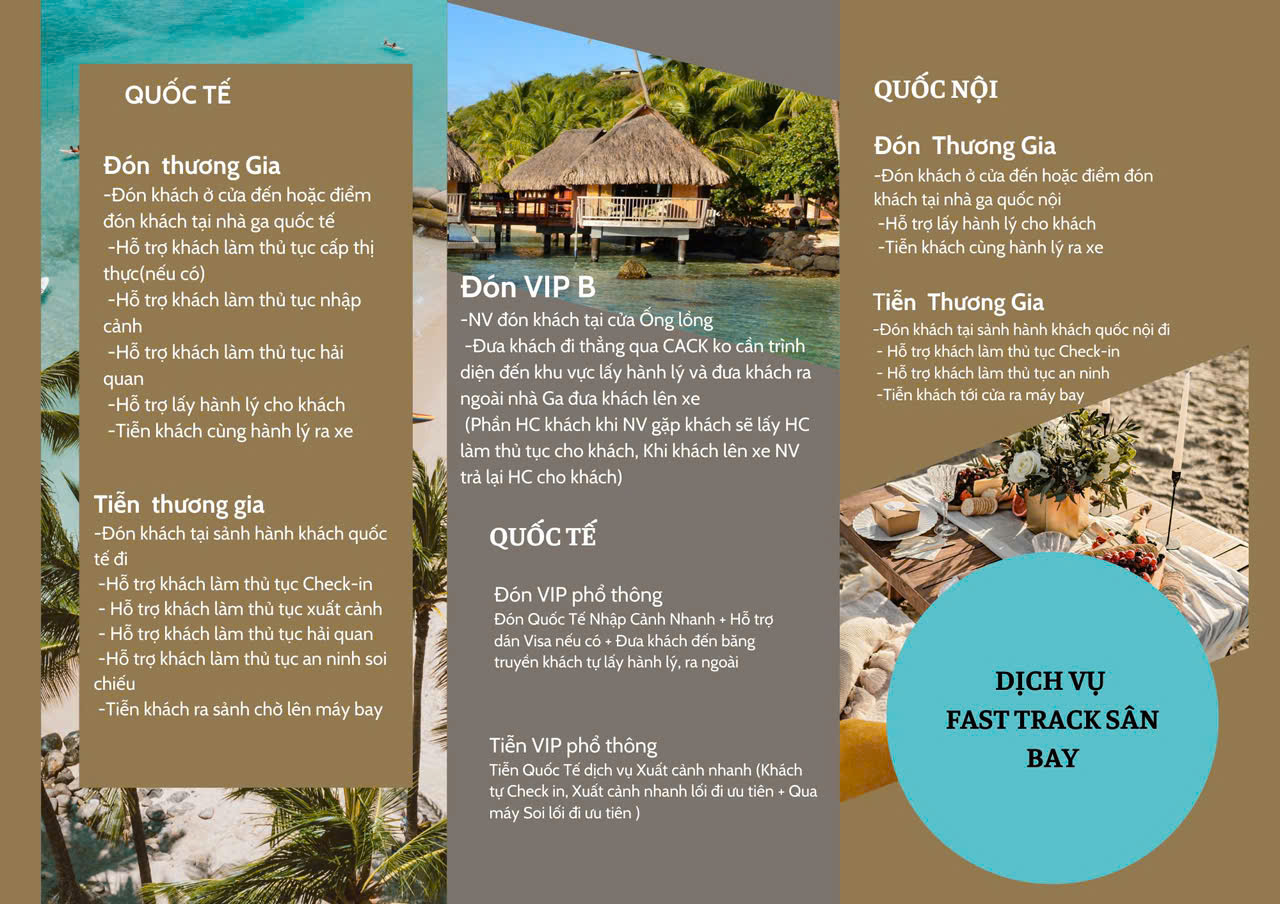 QUỐC TẾ
Đón thương Gia
-Đón khách ở cửa đến hoặc điểm
đón khách tại nhà ga quốc tế
-Hỗ trợ khách làm thủ tục cấp thị
thực(nếu có)
-Hỗ trợ khách làm thủ tục nhập
cảnh
-Hỗ trợ khách làm thủ tục hải
quan
-Hỗ trợ lấy hành lý cho khách
-Tiễn khách cùng hành lý ra xe
Tiễn thương gia
-Đón khách tại sảnh hành khách quốc
tế đi
-Hỗ trợ khách làm thủ tục Check-in
- Hỗ trợ khách làm thủ tục xuất cảnh
- Hỗ trợ khách làm thủ tục hải quan
-Hỗ trợ khách làm thủ tục an ninh soi
chiếu
-Tiễn khách ra sảnh chờ lên máy bay
Đón VIP B
-NV đón khách tại cửa Ống lồng
-Đưa khách đi thẳng qua CACK ko cần trình
diện đến khu vực lấy hành lý và đưa khách ra
ngoài nhà Ga đưa khách lên xe
(Phần HC khách khi NV gặp khách sẽ lấy HC
làm thủ tục cho khách, Khi khách lên xe NV
trả lại HC cho khách)
QUỐC TẾ
Đón VIP phổ thông
Đón Quốc Tế Nhập Cảnh Nhanh + Hỗ trợ
dán Visa nếu có + Đưa khách đến băng
truyền khách tự lấy hành lý, ra ngoài
Tiễn VIP phổ thông
Tiễn Quốc Tế dịch vụ Xuất cảnh nhanh (Khách
tự Check in, Xuất cảnh nhanh lối đi ưu tiên + Qua
máy Soi lối đi ưu tiên )
QUỐC NỘI
Đón Thương Gia
-Đón khách ở cửa đến hoặc điểm đón
khách tại nhà ga quốc nội
-Hỗ trợ lấy hành lý cho khách
-Tiễn khách cùng hành lý ra xe
Tiễn Thương Gia
-Đón khách tại sảnh hành khách quốc nội đi
- Hỗ trợ khách làm thủ tục Check-in
- Hỗ trợ khách làm thủ tục an ninh
-Tiễn khách tới cửa ra máy bay
DỊCH VỤ
FAST TRACK SÂN
BAY